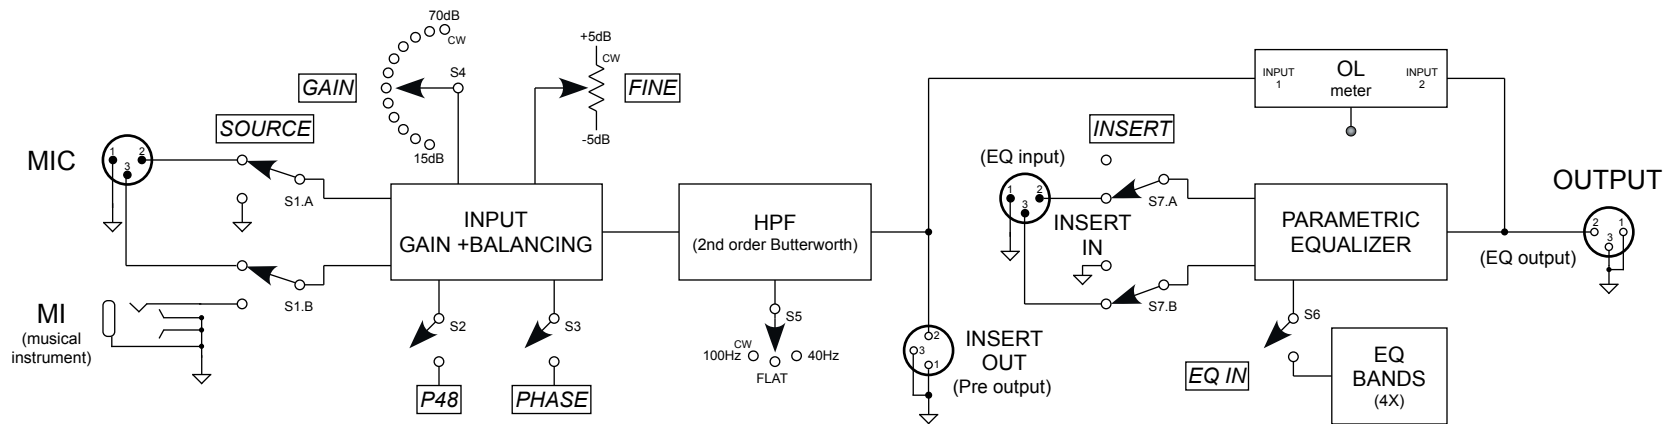 70dB
CW
GAIN
S4
15dB
+5dB
CW
FINE
-5dB
SOURCE
MIC
1
2
3
S1.A
S1.B
MI
(musical
instrument)
INPUT
GAIN +BALANCING
S2
P48
S3
PHASE
HPF
(2nd order Butterworth)
S5
CW
100Hz
40Hz
FLAT
INPUT
1
OL
meter
INPUT
2
INSERT
(EQ input)
1
2
3
INSERT
IN
S7.A
S7.B
2
3
1
INSERT
OUT
(Pre output)
PARAMETRIC
EQUALIZER
S6
EQ IN
EQ
BANDS
(4X)
(EQ output)
OUTPUT
2
1
3